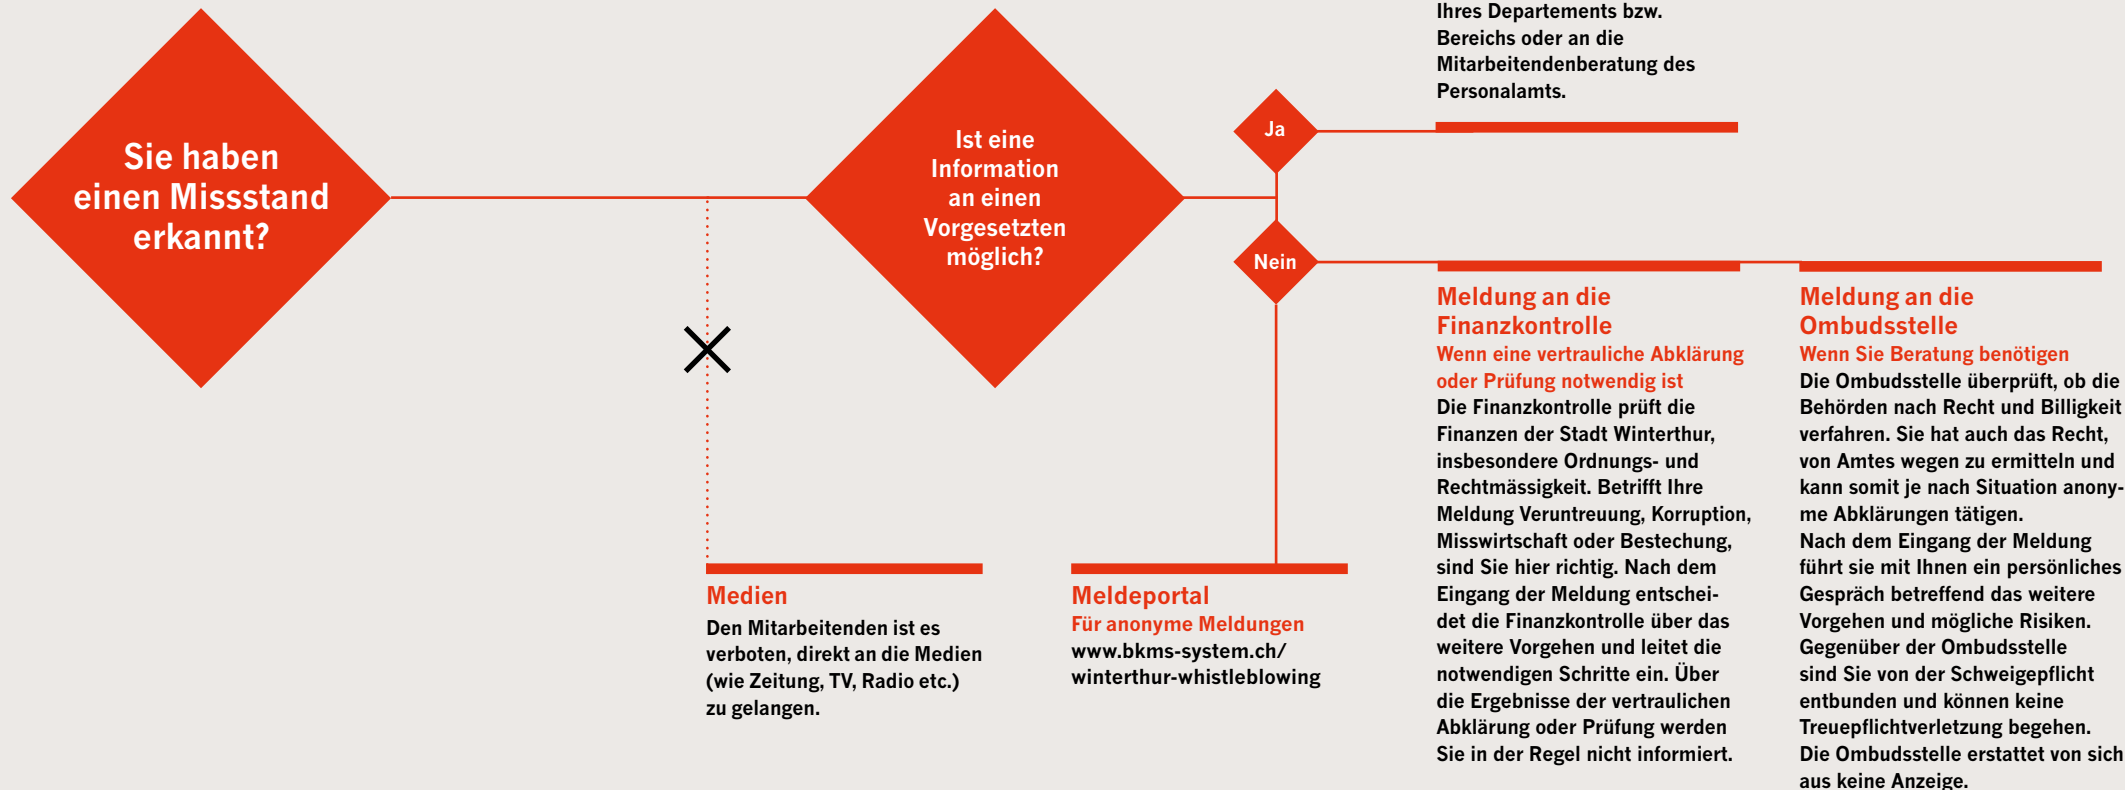 Sie haben
einen Missstand
erkannt?
Ist eine
Information
an einen
Vorgesetzten
möglich?
Ja
Ihres Departements bzw.
Bereichs oder an die
Mitarbeitendenberatung des
Personalamts.
Nein
Medien
Den Mitarbeitenden ist es
verboten, direkt an die Medien
(wie Zeitung, TV, Radio etc.)
zu gelangen.
Meldeportal
Für anonyme Meldungen
www.bkms-system.ch/
winterthur-whistleblowing
Meldung an die
Finanzkontrolle
Wenn eine vertrauliche Abklärung
oder Prüfung notwendig ist
Die Finanzkontrolle prüft die
Finanzen der Stadt Winterthur,
insbesondere Ordnungs- und
Rechtmässigkeit. Betrifft Ihre
Meldung Veruntreuung, Korruption,
Misswirtschaft oder Bestechung,
sind Sie hier richtig. Nach dem
Eingang der Meldung entschei-
det die Finanzkontrolle über das
weitere Vorgehen und leitet die
notwendigen Schritte ein. Über
die Ergebnisse der vertraulichen
Abklärung oder Prüfung werden
Sie in der Regel nicht informiert.
Meldung an die
Ombudsstelle
Wenn Sie Beratung benötigen
Die Ombudsstelle überprüft, ob die
Behörden nach Recht und Billigkeit
verfahren. Sie hat auch das Recht,
von Amtes wegen zu ermitteln und
kann somit je nach Situation anony-
me Abklärungen tätigen.
Nach dem Eingang der Meldung
führt sie mit Ihnen ein persönliches
Gespräch betreffend das weitere
Vorgehen und mögliche Risiken.
Gegenüber der Ombudsstelle
sind Sie von der Schweigepflicht
entbunden und können keine
Treuepflichtverletzung begehen.
Die Ombudsstelle erstattet von sich
aus keine Anzeige.